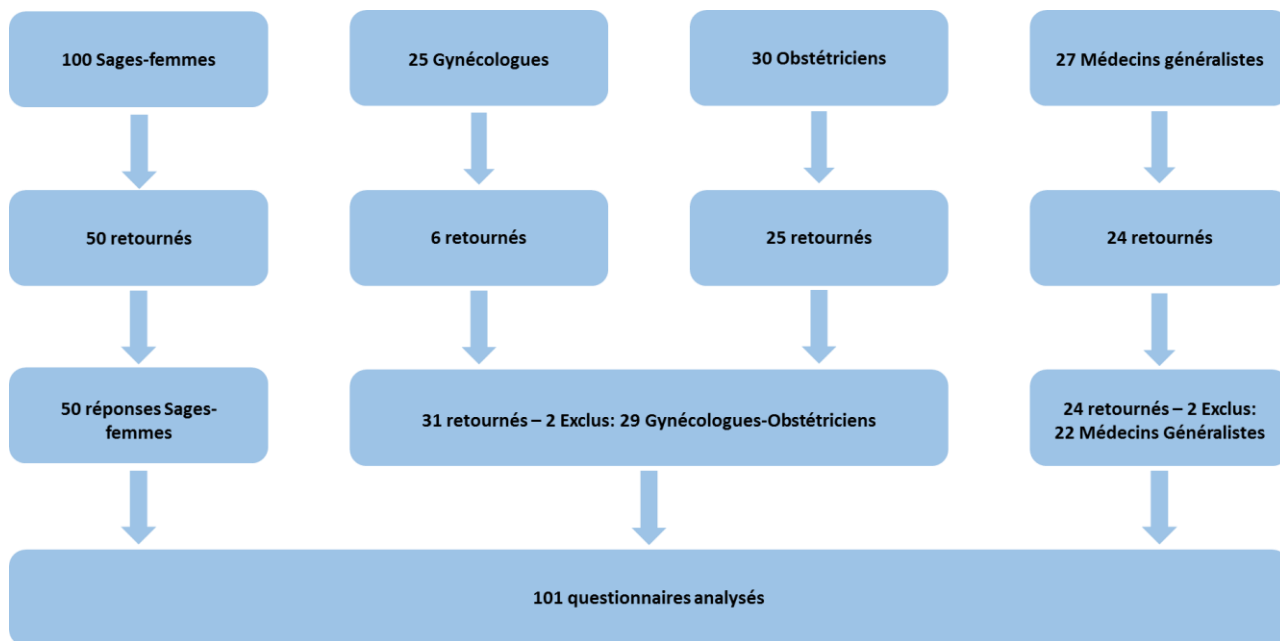 100 Sages-femmes
25 Gynécologues
30 Obstétriciens
27 Médecins généralistes
50 retournés
6 retournés
25 retournés
24 retournés
50 réponses Sages-
femmes
31 retournés – 2 Exclus: 29 Gynécologues-Obstétriciens
24 retournés – 2 Exclus:
22 Médecins Généralistes
101 questionnaires analysés